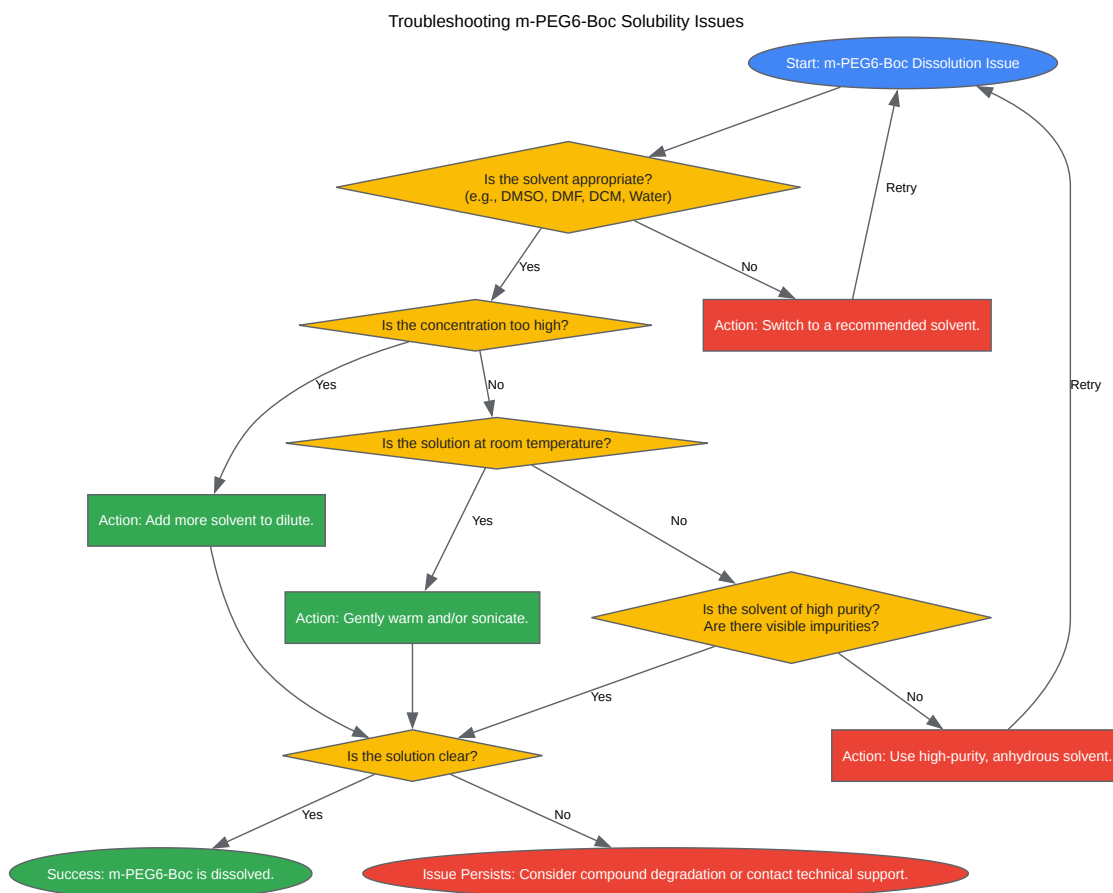 Troubleshooting m-PEG6-Boc Solubility Issues
Start: m-PEG6-Boc Dissolution Issue
Is the solvent appropriate?
(e.g., DMSO, DMF, DCM, Water)
Retry
Yes
No
Is the concentration too high?
Action: Switch to a recommended solvent.
Yes
No
Retry
Is the solution at room temperature?
Action: Add more solvent to dilute.
Yes
No
Action: Gently warm and/or sonicate.
Is the solvent of high purity?
Are there visible impurities?
Yes
No
Is the solution clear?
Action: Use high-purity, anhydrous solvent.
Yes
No
Success: m-PEG6-Boc is dissolved.
Issue Persists: Consider compound degradation or contact technical support.